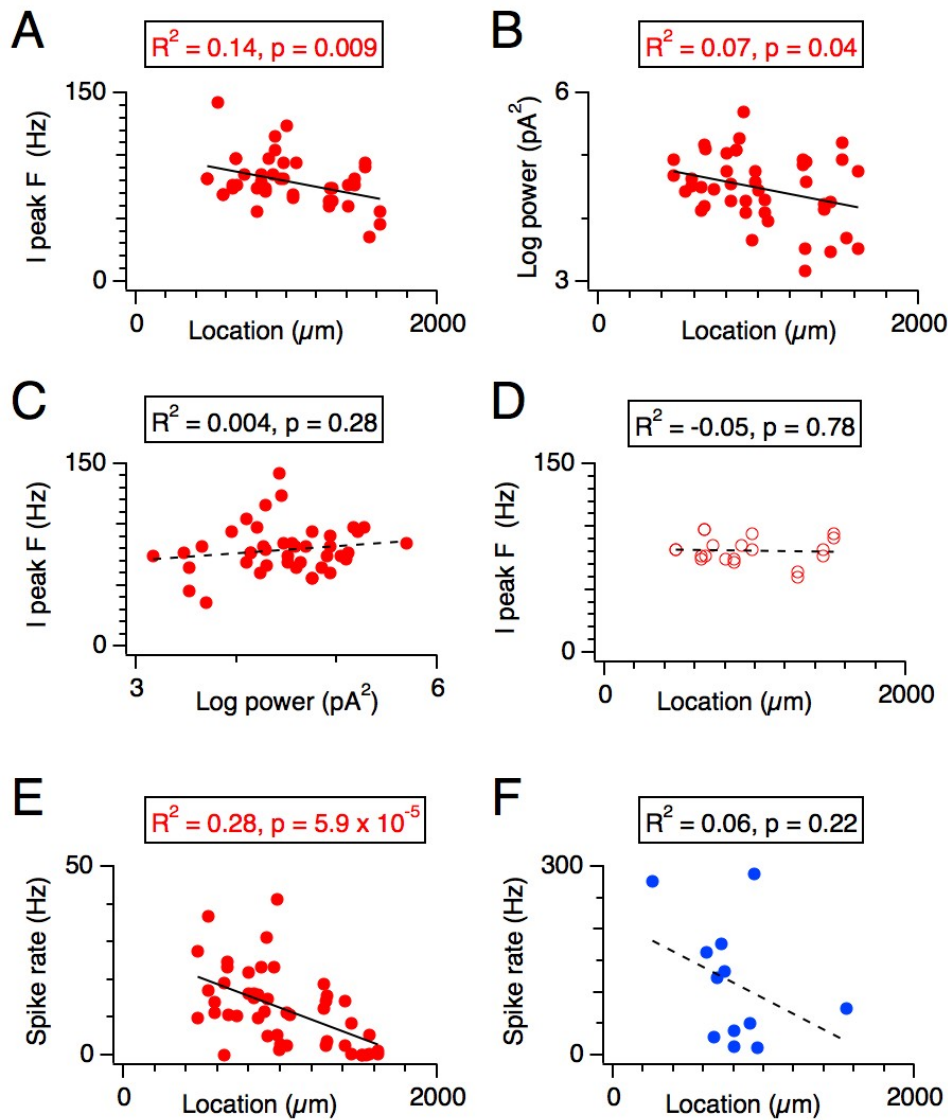 A
R² = 0.14, p = 0.009
150
I peak F (Hz)
0
0
2000
Location (µm)
B
R² = 0.07, p = 0.04
6
Log power (pA²)
3
0
2000
Location (µm)
C
R² = 0.004, p = 0.28
150
I peak F (Hz)
0
3
6
Log power (pA²)
D
R² = -0.05, p = 0.78
150
I peak F (Hz)
0
0
2000
Location (µm)
E
R² = 0.28, p = 5.9 x 10⁻⁵
50
Spike rate (Hz)
0
0
2000
Location (µm)
F
R² = 0.06, p = 0.22
300
Spike rate (Hz)
0
0
2000
Location (µm)